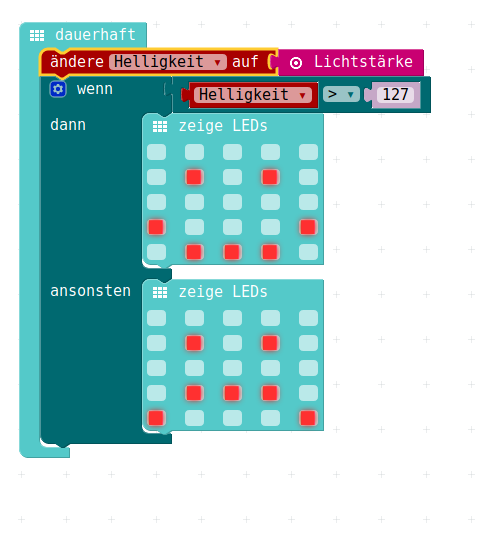 dauerhaft
ändere Helligkeit ▾ auf Lichtstärke
wenn Helligkeit ▾ > ▾ 127
dann zeige LEDs
ansonsten zeige LEDs